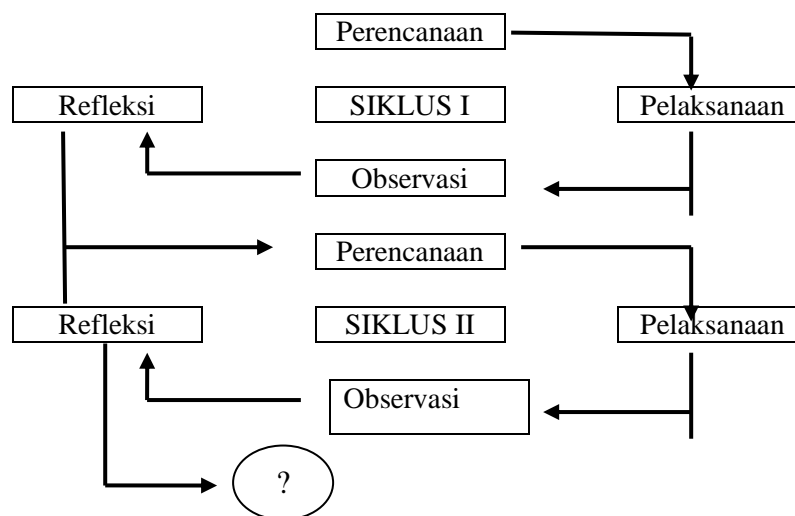 Perencanaan
Refleksi
SIKLUS I
Pelaksanaan
Observasi
Perencanaan
Refleksi
SIKLUS II
Pelaksanaan
Observasi
?